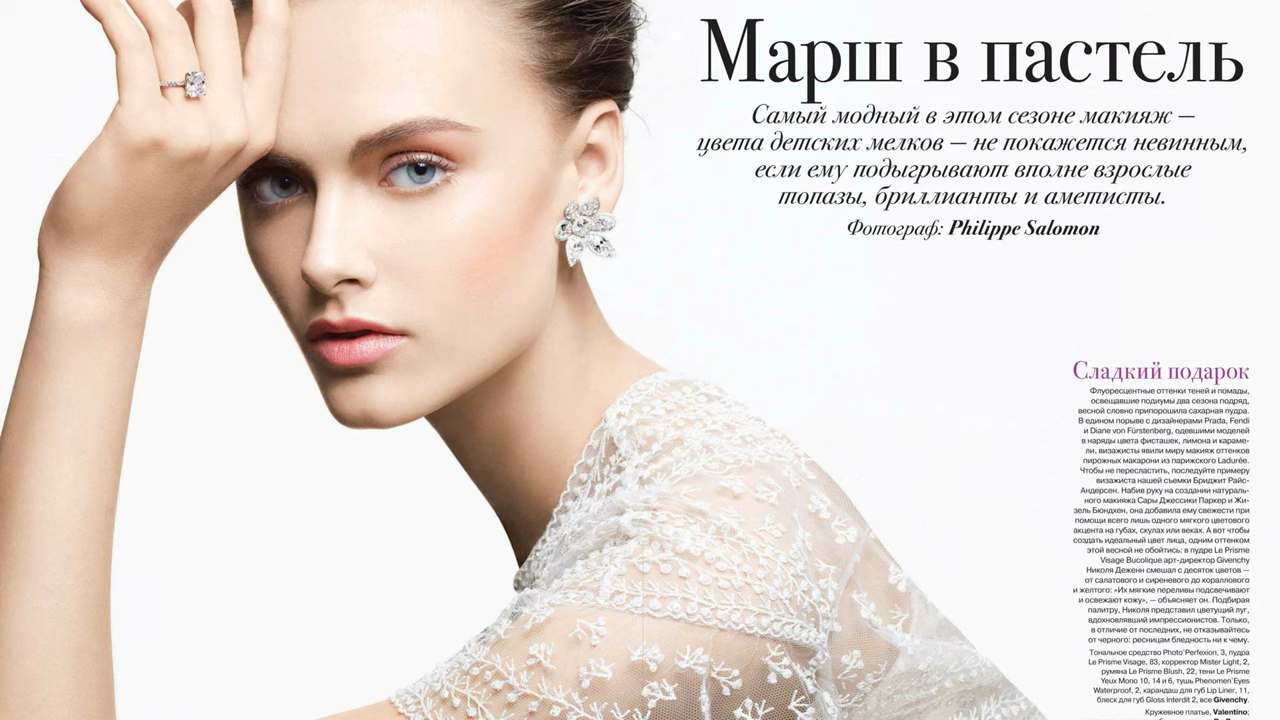 Марш в пастель
Самый модный в этом сезоне макияж —
цвета детских мелков — не покажется невинным,
если ему подыгрывают вполне взрослые
топазы, бриллианты и аметисты.
Фотограф: Philippe Salomon
Сладкий подарок
Флуоресцентные оттенки теней и помады,
освещавшие подиумы два сезона подряд,
весной словно припорошила сахарная пудра.
В едином порыве с дизайнерами Prada, Fendi
и Diane von Fürstenberg, одевшими моделей
в наряды цвета фисташек, лимона и караме-
ли, визажисты явили миру макияж оттенков
пирожных макарони из парижского Ladurée.
Чтобы не пересластить, последуйте примеру
визажиста нашей съемки Бриджит Райс-
Андерсен. Набив руку на создании натураль-
ного макияжа Сары Джессики Паркер и Жи-
зель Бюндхен, она добавила ему свежести при
помощи всего лишь одного мягкого цветового
акцента на губах, скулах или веках. А вот чтобы
создать идеальный цвет лица, одним оттенком
этой весной не обойтись: в пудре Le Prisme
Visage Bucolique арт-директор Givenchy
Николя Деженн смешал с десяток цветов —
от салатового и сиреневого до кораллового
и желтого: «Их мягкие переливы подсвечивают
и освежают кожу», — объясняет он. Подбирая
палитру, Николя представил цветущий луг,
вдохновлявший импрессионистов. Только,
в отличие от последних, не отказывайтесь
от черного: ресницам бледность ни к чему.
Тональное средство Photo'Perfexion, 3, пудра
Le Prisme Visage, 83, корректор Mister Light, 2,
румяна Le Prisme Blush, 22, тени Le Prisme
Yeux Mono 10, 14 и 6, тушь Phenomen'Eyes
Waterproof, 2, карандаш для губ Lip Liner, 11,
блеск для губ Gloss Interdit 2, все Givenchy.
Кружевное платье, Valentino;